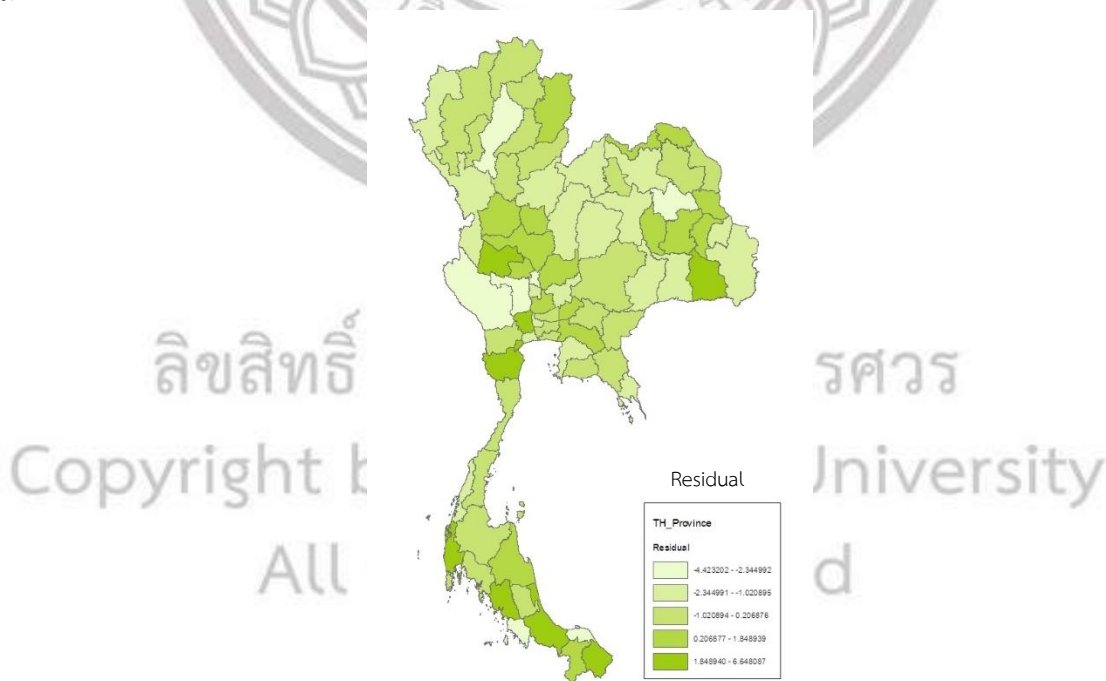 ลิขสิทธิ์ รศวร
Residual
Copyright University
TH_Province
Residual
-4.423202 - -2.344992
-2.344991 - -1.020895
-1.020894 - 0.206876
0.206877 - 1.848939
1.848940 - 6.648087
All d